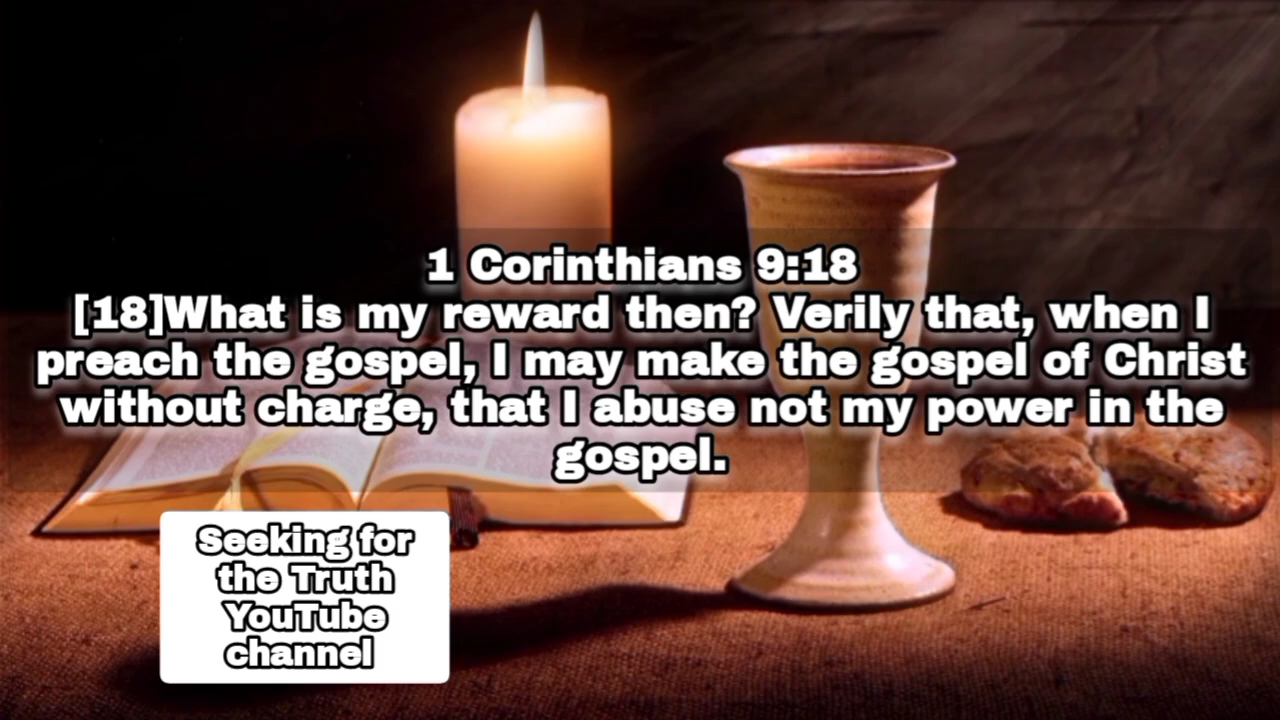 1 Corinthians 9:18
[18]What is my reward then? Verily that, when I
preach the gospel, I may make the gospel of Christ
without charge, that I abuse not my power in the
gospel.
Seeking for
the Truth
YouTube
channel